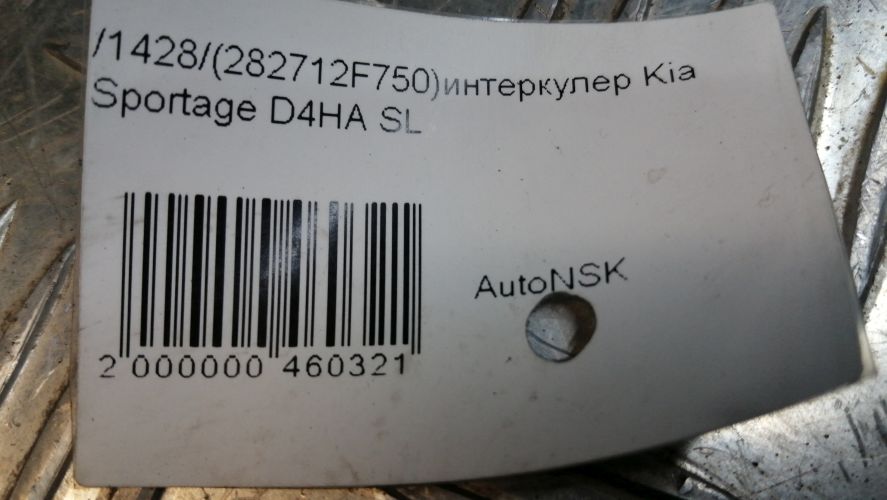 /1428/(282712F750)интеркулер Kia
Sportage D4HA SL
AutoNSK
2 000000 460321